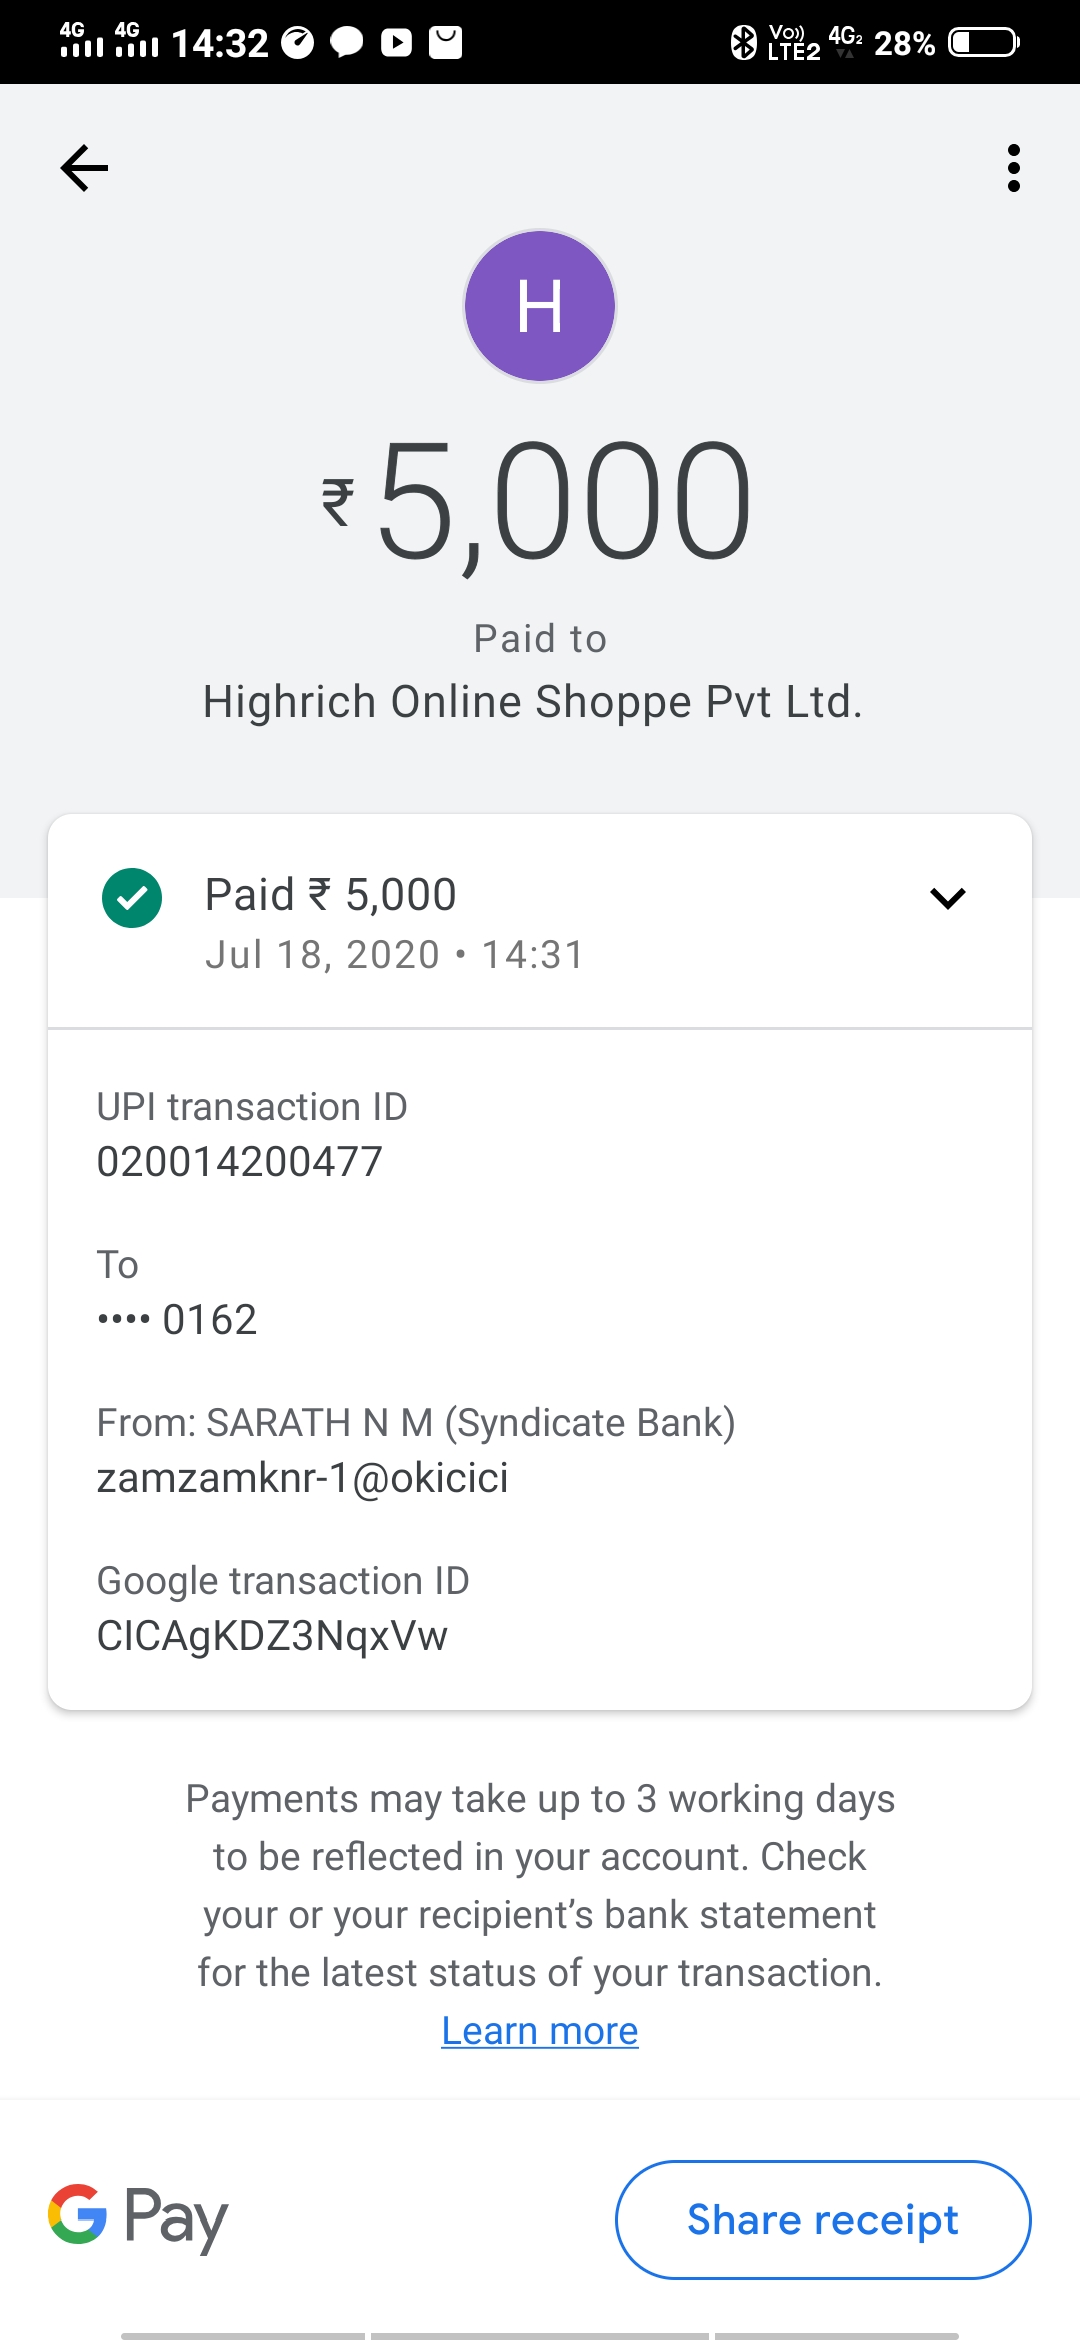 4G 4G 14:32 Vo)) LTE2 4G2 28%
H
₹5,000
Paid to
Highrich Online Shoppe Pvt Ltd.
Paid ₹ 5,000
Jul 18, 2020 • 14:31
UPI transaction ID
020014200477
To
•••• 0162
From: SARATH N M (Syndicate Bank)
zamzamknr-1@okicici
Google transaction ID
CICAgKDZ3NqxVw
Payments may take up to 3 working days
to be reflected in your account. Check
your or your recipient’s bank statement
for the latest status of your transaction.
Learn more
G Pay
Share receipt